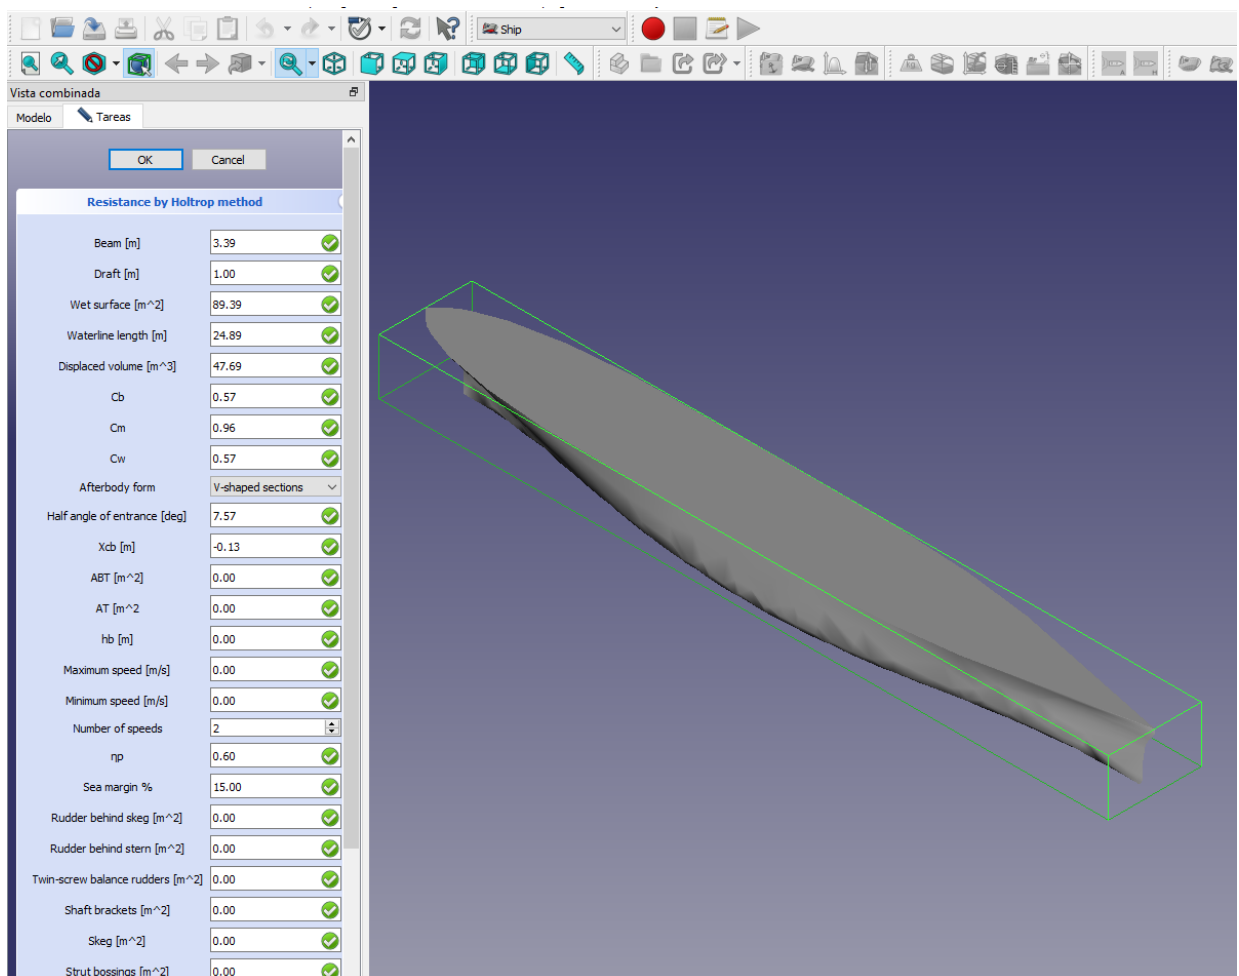 Ship
Vista combinada
Modelo
Tareas
OK
Cancel
Resistance by Holtrop method
Beam [m] 3.39
Draft [m] 1.00
Wet surface [m^2] 89.39
Waterline length [m] 24.89
Displaced volume [m^3] 47.69
Cb 0.57
Cm 0.96
Cw 0.57
Afterbody form V-shaped sections
Half angle of entrance [deg] 7.57
Xcb [m] -0.13
ABT [m^2] 0.00
AT [m^2 0.00
hb [m] 0.00
Maximum speed [m/s] 0.00
Minimum speed [m/s] 0.00
Number of speeds 2
ηp 0.60
Sea margin % 15.00
Rudder behind skeg [m^2] 0.00
Rudder behind stern [m^2] 0.00
Twin-screw balance rudders [m^2] 0.00
Shaft brackets [m^2] 0.00
Skeg [m^2] 0.00
Strut bossings [m^2] 0.00